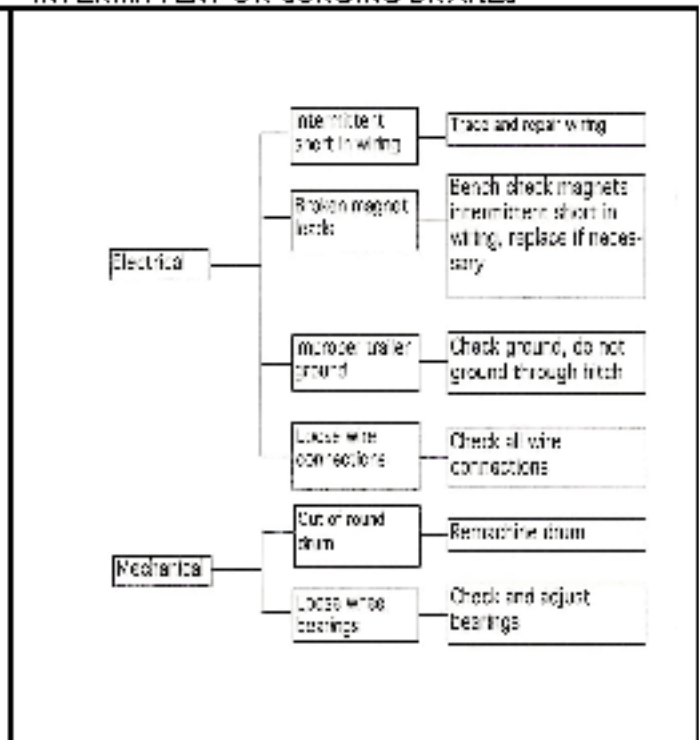 INTERMITTENT OR SURGING BRAKES
Intermittent
short in wiring
Trace and repair wiring
Broken magnet
leads
Bench check magnets
intermittent short in
wiring, replace if neces-
sary
Electrical
Improper trailer
ground
Check ground, do not
ground through hitch
Loose wire
connections
Check all wire
connections
Out of round
drum
Remachine drum
Mechanical
Loose
bearings
Check and adjust
bearings